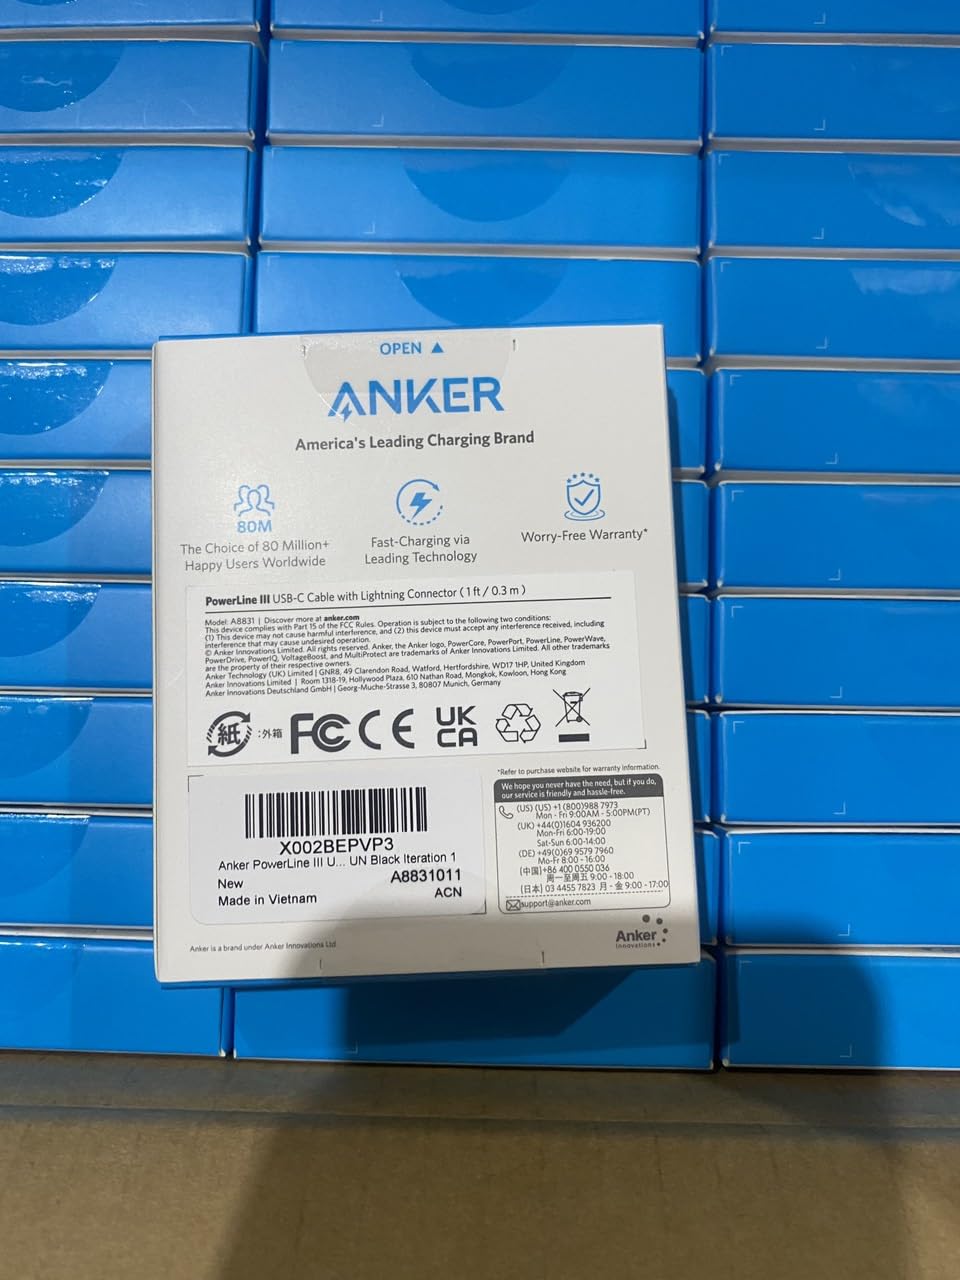 OPEN ▲
ANKER
America's Leading Charging Brand
80M
The Choice of 80 Million+
Happy Users Worldwide
Fast-Charging via
Leading Technology
Worry-Free Warranty*
PowerLine III USB-C Cable with Lightning Connector ( 1 ft / 0.3 m )
Model: A8831 | Discover more at anker.com
This device complies with Part 15 of the FCC Rules. Operation is subject to the following two conditions:
(1) This device may not cause harmful interference, and (2) this device must accept any interference received, including
interference that may cause undesired operation.
© Anker Innovations Limited. All rights reserved. Anker, the Anker logo, PowerCore, PowerPort, PowerLine, PowerWave,
PowerDrive, PowerIQ, VoltageBoost, and MultiProtect are trademarks of Anker Innovations Limited. All other trademarks
are the property of their respective owners.
Anker Technology (UK) Limited | GNR8, 49 Clarendon Road, Watford, Hertfordshire, WD17 1HP, United Kingdom
Anker Innovations Limited | Room 1318-19, Hollywood Plaza, 610 Nathan Road, Mongkok, Kowloon, Hong Kong
Anker Innovations Deutschland GmbH | Georg-Muche-Strasse 3, 80807 Munich, Germany
紙 :外箱 FC CE UK
CA
X002BEPVP3
Anker PowerLine III U... UN Black Iteration 1
New
A8831011
Made in Vietnam
ACN
*Refer to purchase website for warranty information.
We hope you never have the need, but if you do,
our service is friendly and hassle-free.
(US) (US) +1 (800)988 7973
Mon - Fri 9:00AM - 5:00PM(PT)
(UK) +44(0)1604 936200
Mon-Fri 6:00-19:00
Sat-Sun 6:00-14:00
(DE) +49(0)69 9579 7960
Mo-Fr 8:00 - 16:00
(中国)+86 400 0550 036
周一至周五 9:00 - 18:00
(日本) 03 4455 7823 月 - 金 9:00 - 17:00
support@anker.com
Anker is a brand under Anker Innovations Ltd.
Anker
Innovations